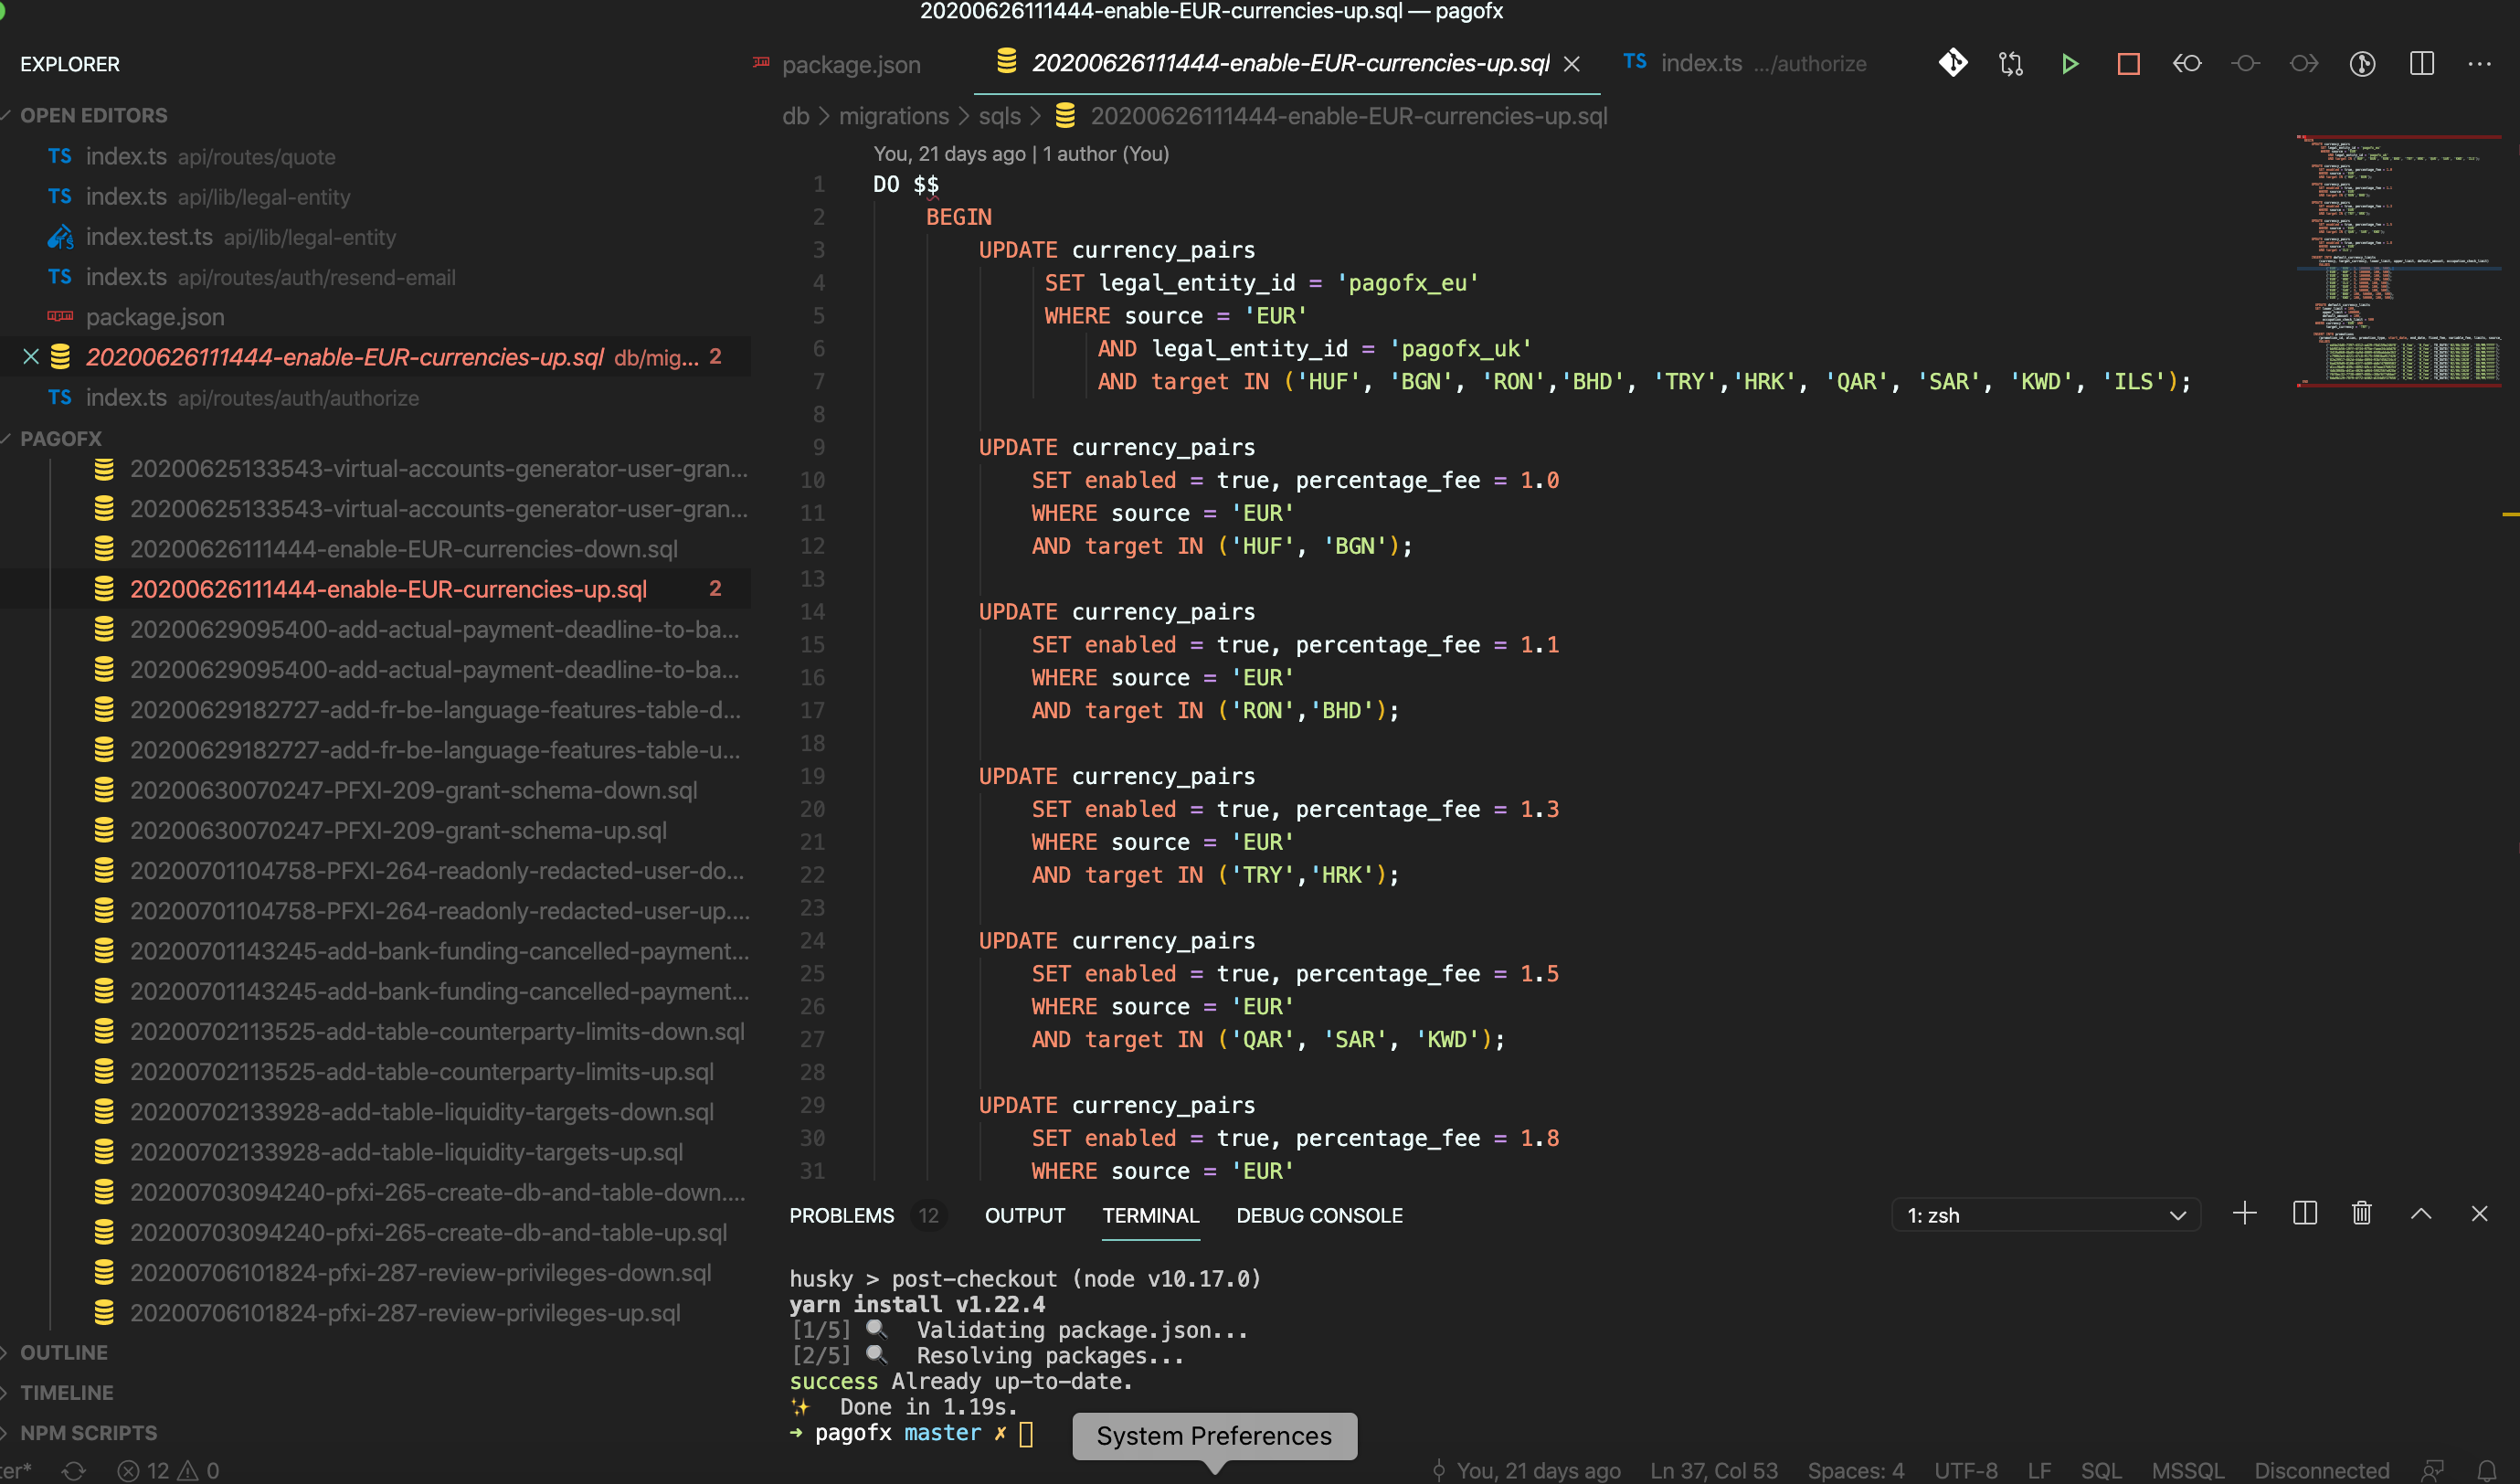 20200626111444-enable-EUR-currencies-up.sql — pagofx
EXPLORER
OPEN EDITORS
TS index.ts api/routes/quote
TS index.ts api/lib/legal-entity
index.test.ts api/lib/legal-entity
TS index.ts api/routes/auth/resend-email
package.json
20200626111444-enable-EUR-currencies-up.sql db/mig... 2
TS index.ts api/routes/auth/authorize
PAGOFX
20200625133543-virtual-accounts-generator-user-gran...
20200625133543-virtual-accounts-generator-user-gran...
20200626111444-enable-EUR-currencies-down.sql
20200626111444-enable-EUR-currencies-up.sql 2
20200629095400-add-actual-payment-deadline-to-ba...
20200629095400-add-actual-payment-deadline-to-ba...
20200629182727-add-fr-be-language-features-table-d...
20200629182727-add-fr-be-language-features-table-u...
20200630070247-PFXI-209-grant-schema-down.sql
20200630070247-PFXI-209-grant-schema-up.sql
20200701104758-PFXI-264-readonly-redacted-user-do...
20200701104758-PFXI-264-readonly-redacted-user-up....
20200701143245-add-bank-funding-cancelled-payment...
20200701143245-add-bank-funding-cancelled-payment...
20200702113525-add-table-counterparty-limits-down.sql
20200702113525-add-table-counterparty-limits-up.sql
20200702133928-add-table-liquidity-targets-down.sql
20200702133928-add-table-liquidity-targets-up.sql
20200703094240-pfxi-265-create-db-and-table-down....
20200703094240-pfxi-265-create-db-and-table-up.sql
20200706101824-pfxi-287-review-privileges-down.sql
20200706101824-pfxi-287-review-privileges-up.sql
OUTLINE
TIMELINE
NPM SCRIPTS
package.json
20200626111444-enable-EUR-currencies-up.sql
TS index.ts .../authorize
db > migrations > sqls > 20200626111444-enable-EUR-currencies-up.sql
You, 21 days ago | 1 author (You)
1 DO $$
2 BEGIN
3 UPDATE currency_pairs
4 SET legal_entity_id = 'pagofx_eu'
5 WHERE source = 'EUR'
6 AND legal_entity_id = 'pagofx_uk'
7 AND target IN ('HUF', 'BGN', 'RON','BHD', 'TRY','HRK', 'QAR', 'SAR', 'KWD', 'ILS');
8
9 UPDATE currency_pairs
10 SET enabled = true, percentage_fee = 1.0
11 WHERE source = 'EUR'
12 AND target IN ('HUF', 'BGN');
13
14 UPDATE currency_pairs
15 SET enabled = true, percentage_fee = 1.1
16 WHERE source = 'EUR'
17 AND target IN ('RON','BHD');
18
19 UPDATE currency_pairs
20 SET enabled = true, percentage_fee = 1.3
21 WHERE source = 'EUR'
22 AND target IN ('TRY','HRK');
23
24 UPDATE currency_pairs
25 SET enabled = true, percentage_fee = 1.5
26 WHERE source = 'EUR'
27 AND target IN ('QAR', 'SAR', 'KWD');
28
29 UPDATE currency_pairs
30 SET enabled = true, percentage_fee = 1.8
31 WHERE source = 'EUR'
PROBLEMS 12 OUTPUT TERMINAL DEBUG CONSOLE
1: zsh
husky > post-checkout (node v10.17.0)
yarn install v1.22.4
[1/5] 🔍 Validating package.json...
[2/5] 🔍 Resolving packages...
success Already up-to-date.
✨ Done in 1.19s.
→ pagofx master ✗
System Preferences
ter* 12 0
You, 21 days ago Ln 37, Col 53 Spaces: 4 UTF-8 LF SQL MSSQL Disconnected